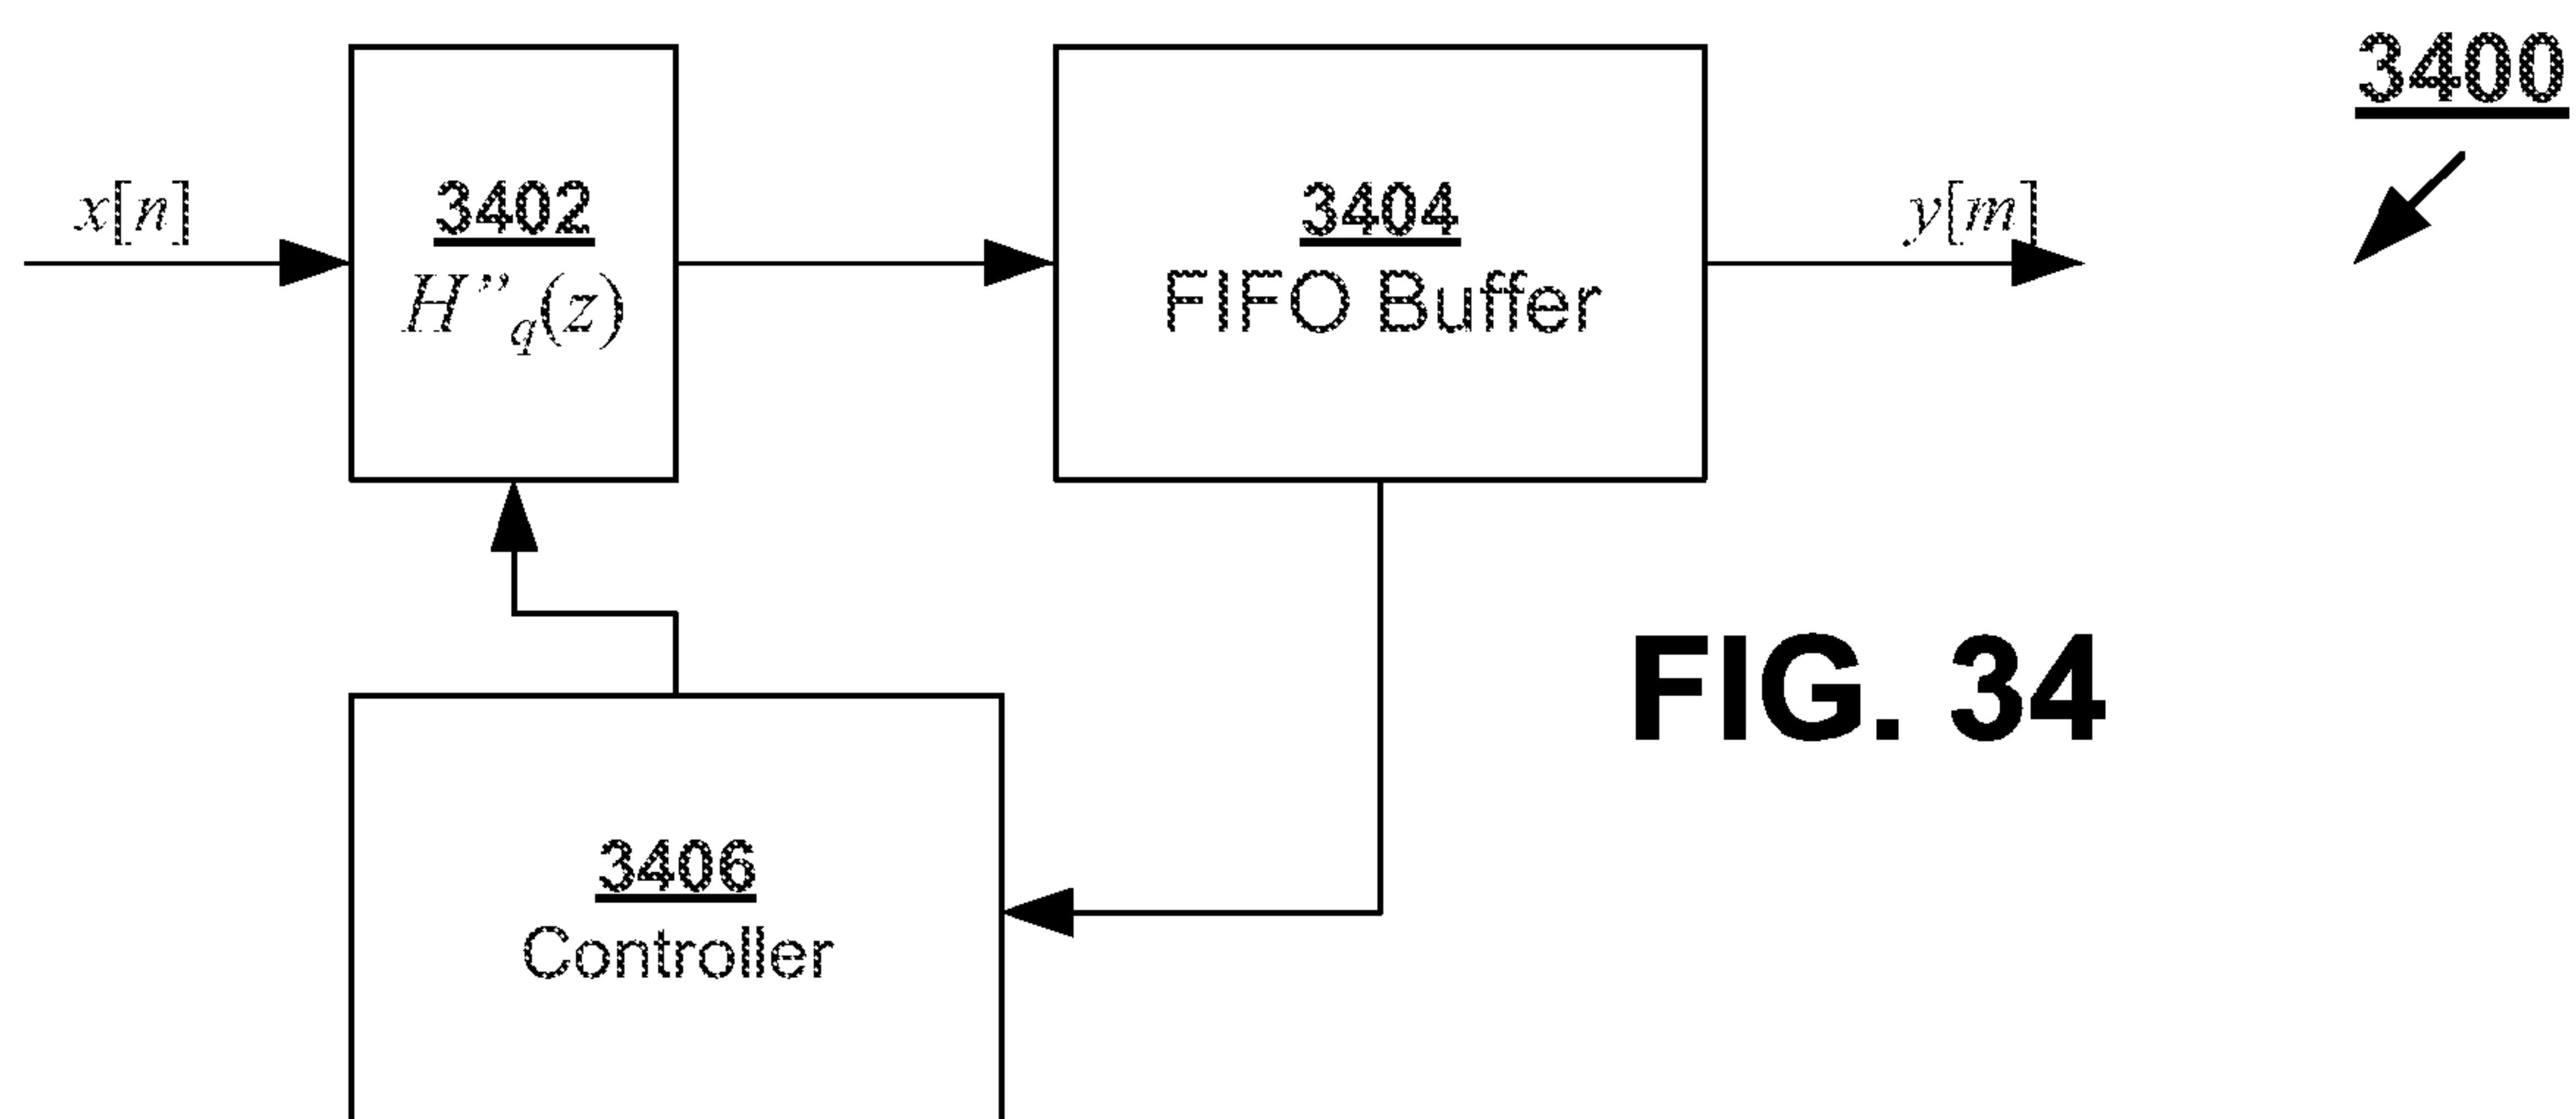 3400
x[n]
3402
H”q(z)
3404
FIFO Buffer
y[m]
FIG. 34
3406
Controller